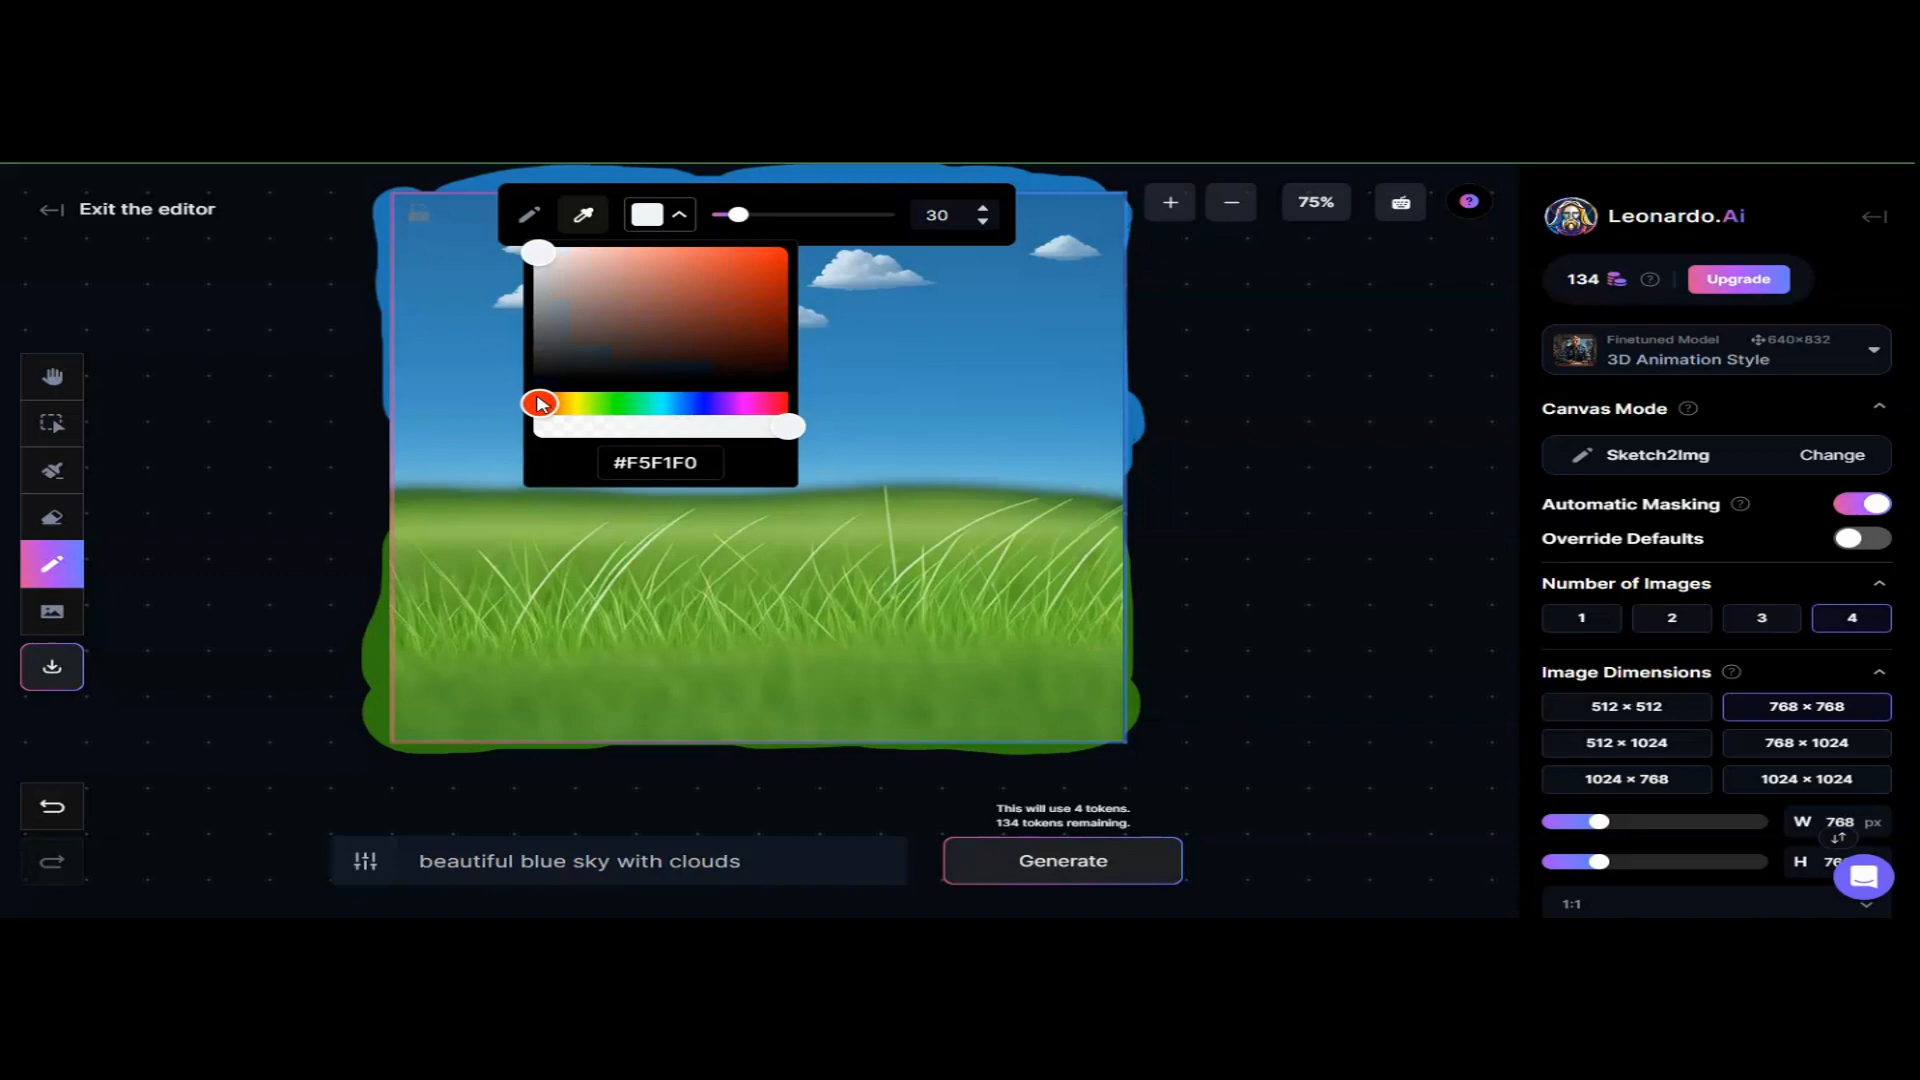 Exit the editor
30
75%
?
#F5F1F0
Leonardo.Ai
134
?
Upgrade
Finetuned Model
640×832
3D Animation Style
Canvas Mode
?
Sketch2Img
Change
Automatic Masking
?
Override Defaults
Number of Images
1
2
3
4
Image Dimensions
?
512 × 512
768 × 768
512 × 1024
768 × 1024
1024 × 768
1024 × 1024
W 768 px
H
1:1
This will use 4 tokens.
134 tokens remaining.
beautiful blue sky with clouds
Generate